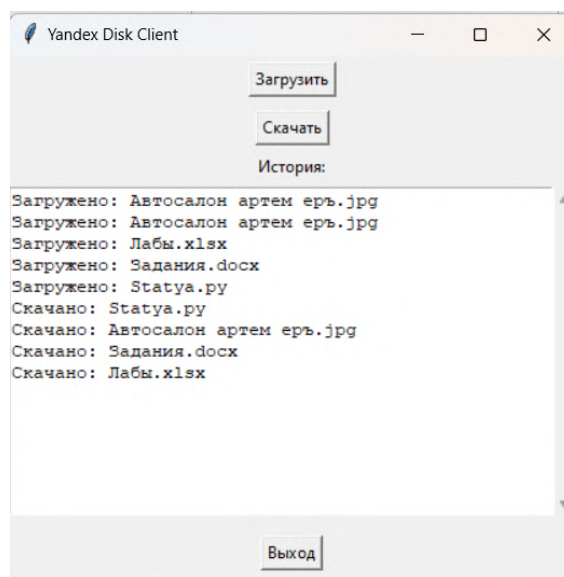 Yandex Disk Client
Загрузить
Скачать
История:
Загружено: Автосалон артем еръ.jpg
Загружено: Автосалон артем еръ.jpg
Загружено: Лабы.xlsx
Загружено: Задания.docx
Загружено: Statya.py
Скачано: Statya.py
Скачано: Автосалон артем еръ.jpg
Скачано: Задания.docx
Скачано: Лабы.xlsx
Выход